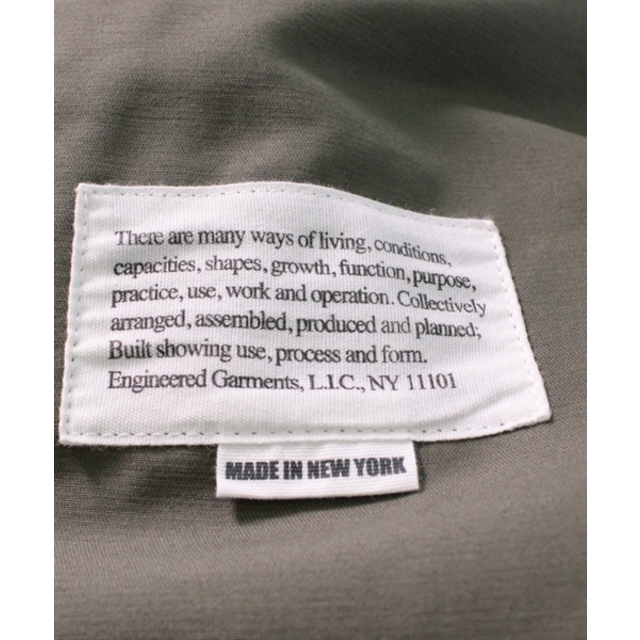 There are many ways of living, conditions,
capacities, shapes, growth, function, purpose,
practice, use, work and operation. Collectively
arranged, assembled, produced and planned;
Built showing use, process and form.
Engineered Garments, L.I.C., NY 11101
MADE IN NEW YORK